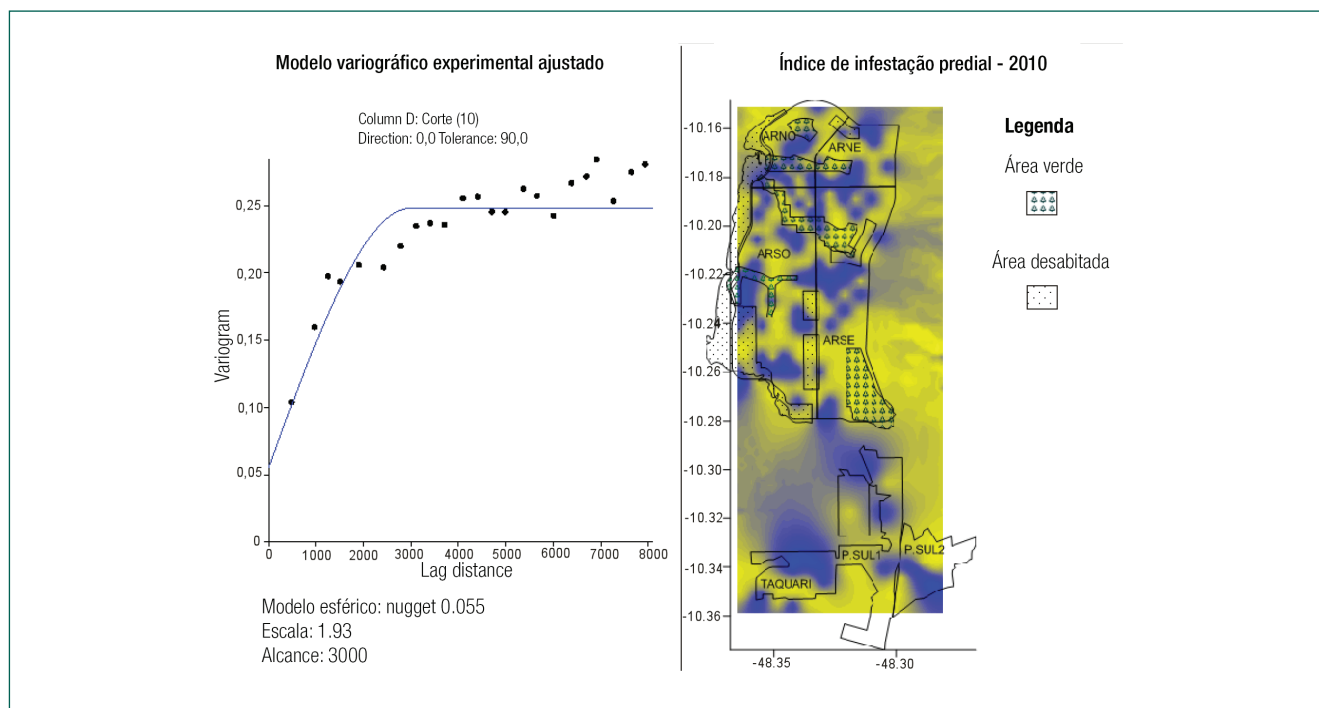 Modelo variográfico experimental ajustado
Column D: Corte (10)
Direction: 0,0 Tolerance: 90,0
Variogram
0,25
0,20
0,15
0,10
0,05
0
0
1000
2000
3000
4000
5000
6000
7000
8000
Lag distance
Modelo esférico: nugget 0.055
Escala: 1.93
Alcance: 3000
Índice de infestação predial - 2010
-10.16
-10.18
-10.20
-10.22
-10.24
-10.26
-10.28
-10.30
-10.32
-10.34
-10.36
-48.35
-48.30
ARNO
ARNE
ARSO
ARSE
P.SUL1
P.SUL2
TAQUARI
Legenda
Área verde
Área desabitada